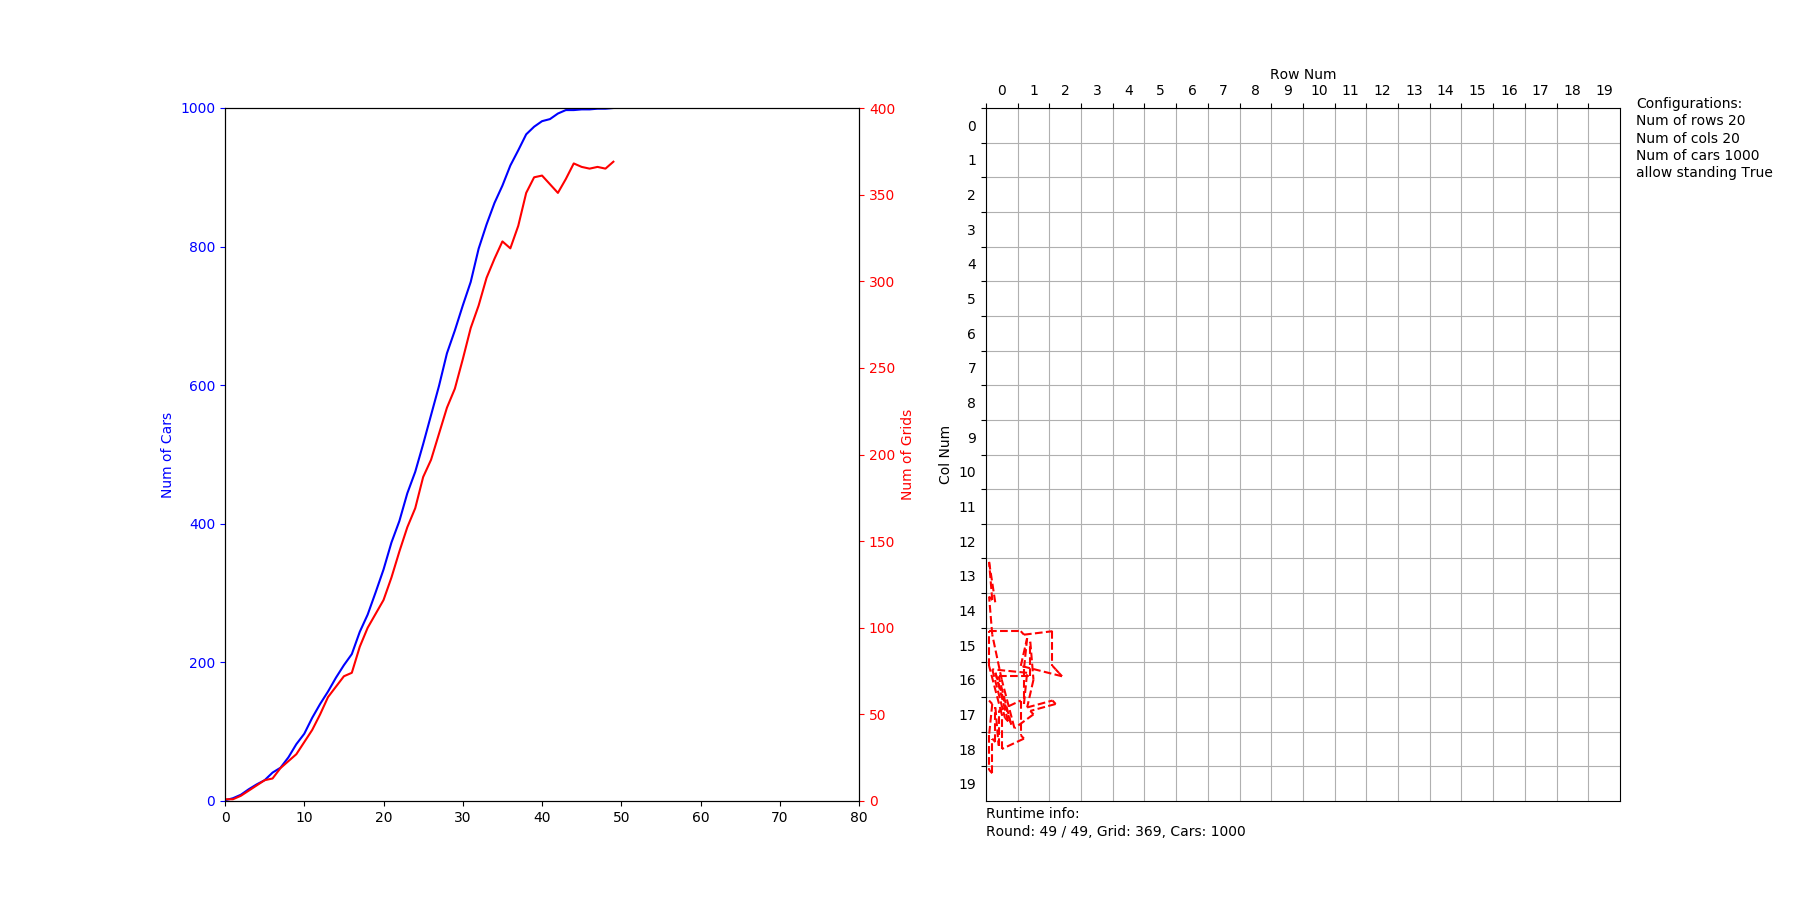 1000
800
600
400
200
0
Num of Cars
0 10 20 30 40 50 60 70 80
400
350
300
250
200
150
100
50
0
Num of Grids
Row Num
0 1 2 3 4 5 6 7 8 9 10 11 12 13 14 15 16 17 18 19
Col Num
0
1
2
3
4
5
6
7
8
9
10
11
12
13
14
15
16
17
18
19
Configurations:
Num of rows 20
Num of cols 20
Num of cars 1000
allow standing True
Runtime info:
Round: 49 / 49, Grid: 369, Cars: 1000